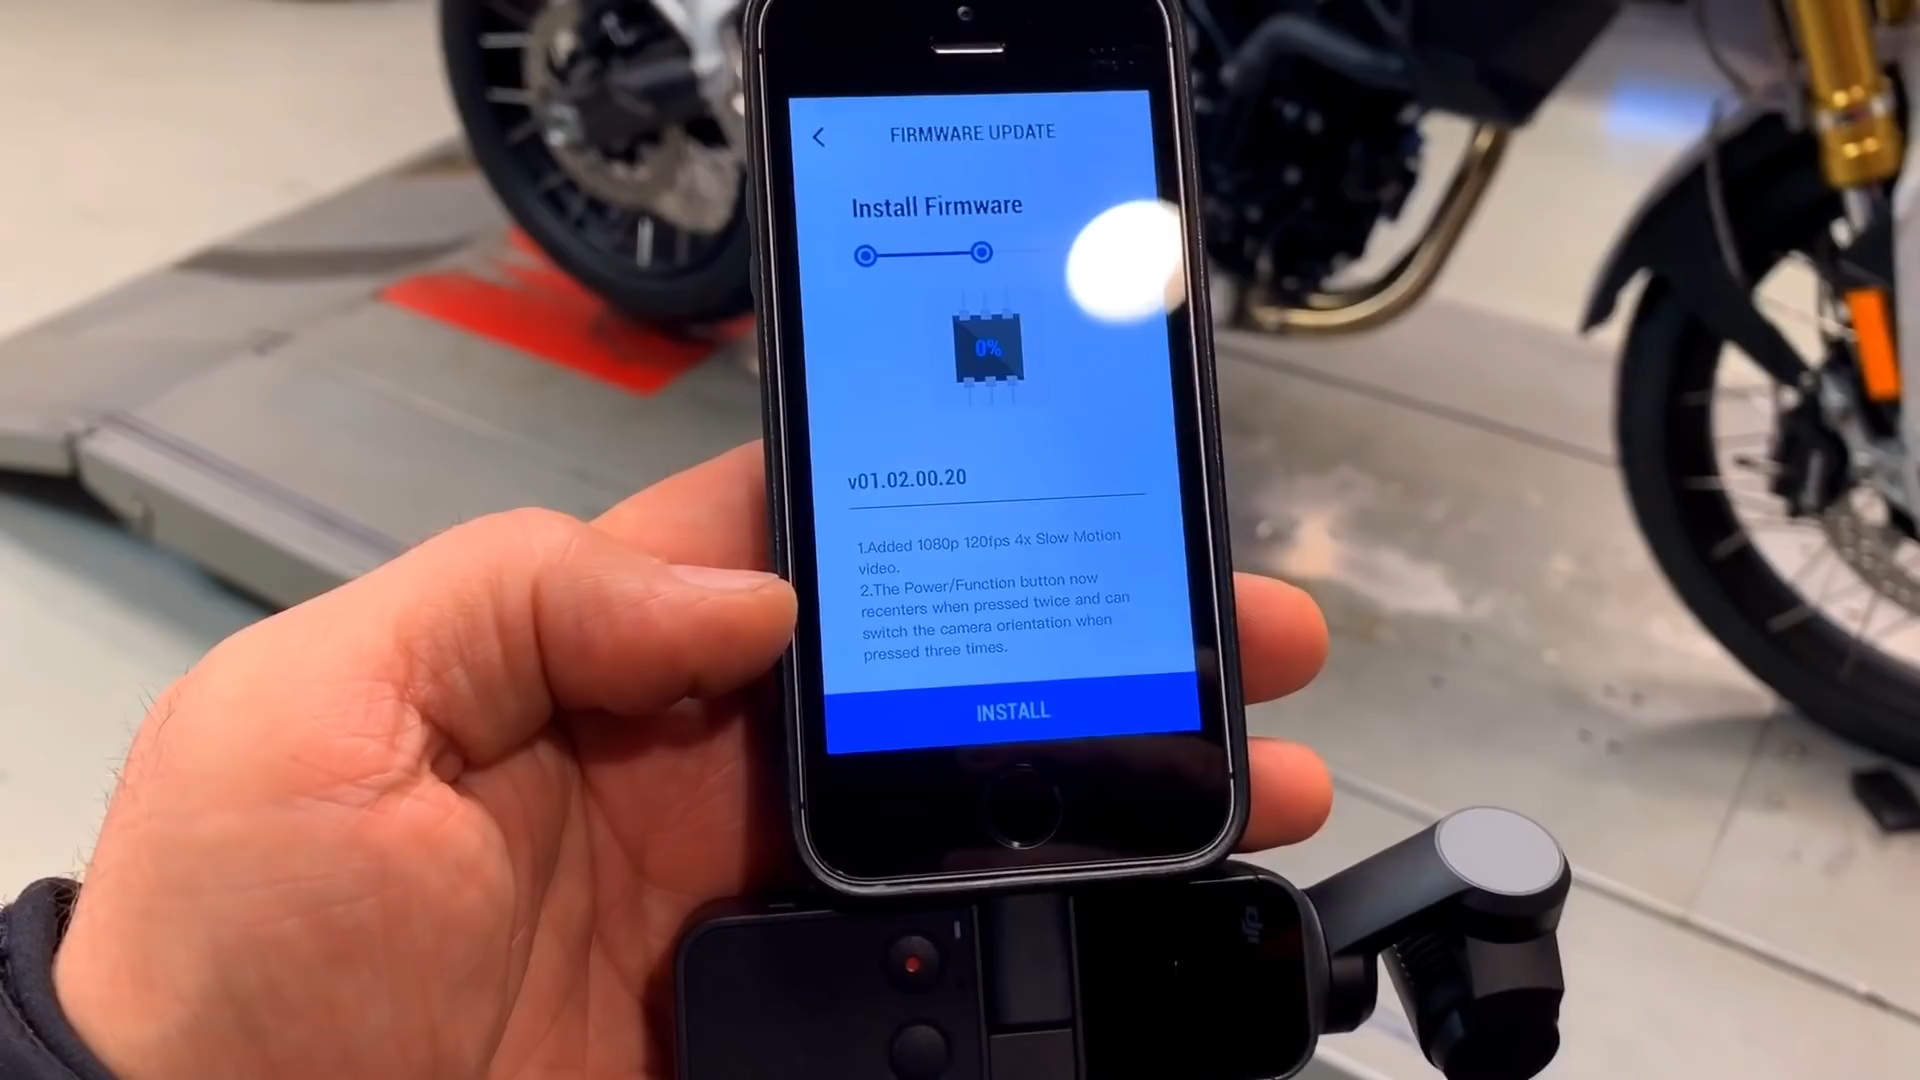 FIRMWARE UPDATE
Install Firmware
0%
v01.02.00.20
1.Added 1080p 120fps 4x Slow Motion
video.
2.The Power/Function button now
recenters when pressed twice and can
switch the camera orientation when
pressed three times.
INSTALL
dji